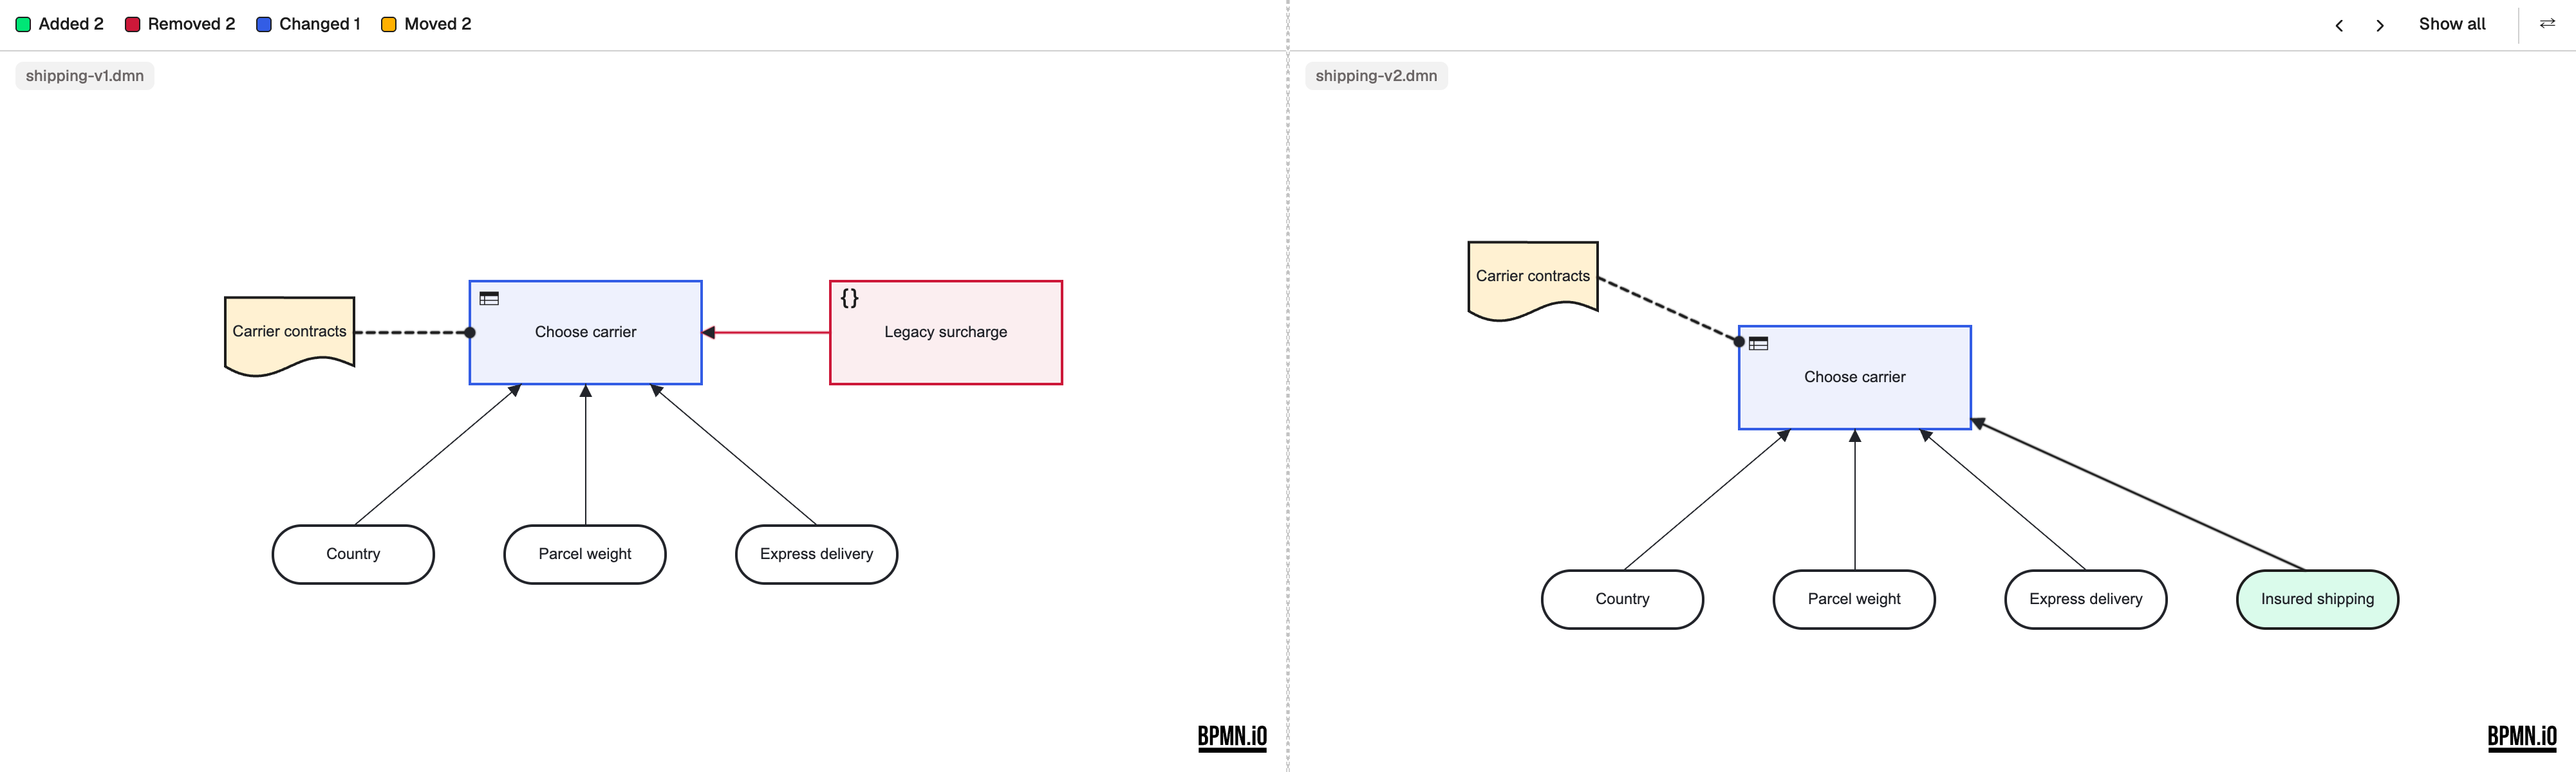 Added 2 Removed 2 Changed 1 Moved 2 Show all
shipping-v1.dmn
Carrier contracts
Choose carrier
{} Legacy surcharge
Country
Parcel weight
Express delivery
BPMN.iO
shipping-v2.dmn
Carrier contracts
Choose carrier
Country
Parcel weight
Express delivery
Insured shipping
BPMN.iO